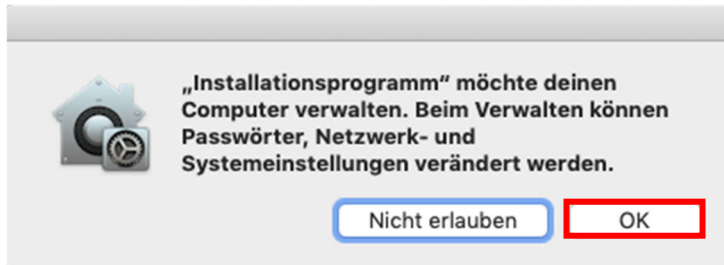 „Installationsprogramm“ möchte deinen
Computer verwalten. Beim Verwalten können
Passwörter, Netzwerk- und
Systemeinstellungen verändert werden.
Nicht erlauben OK